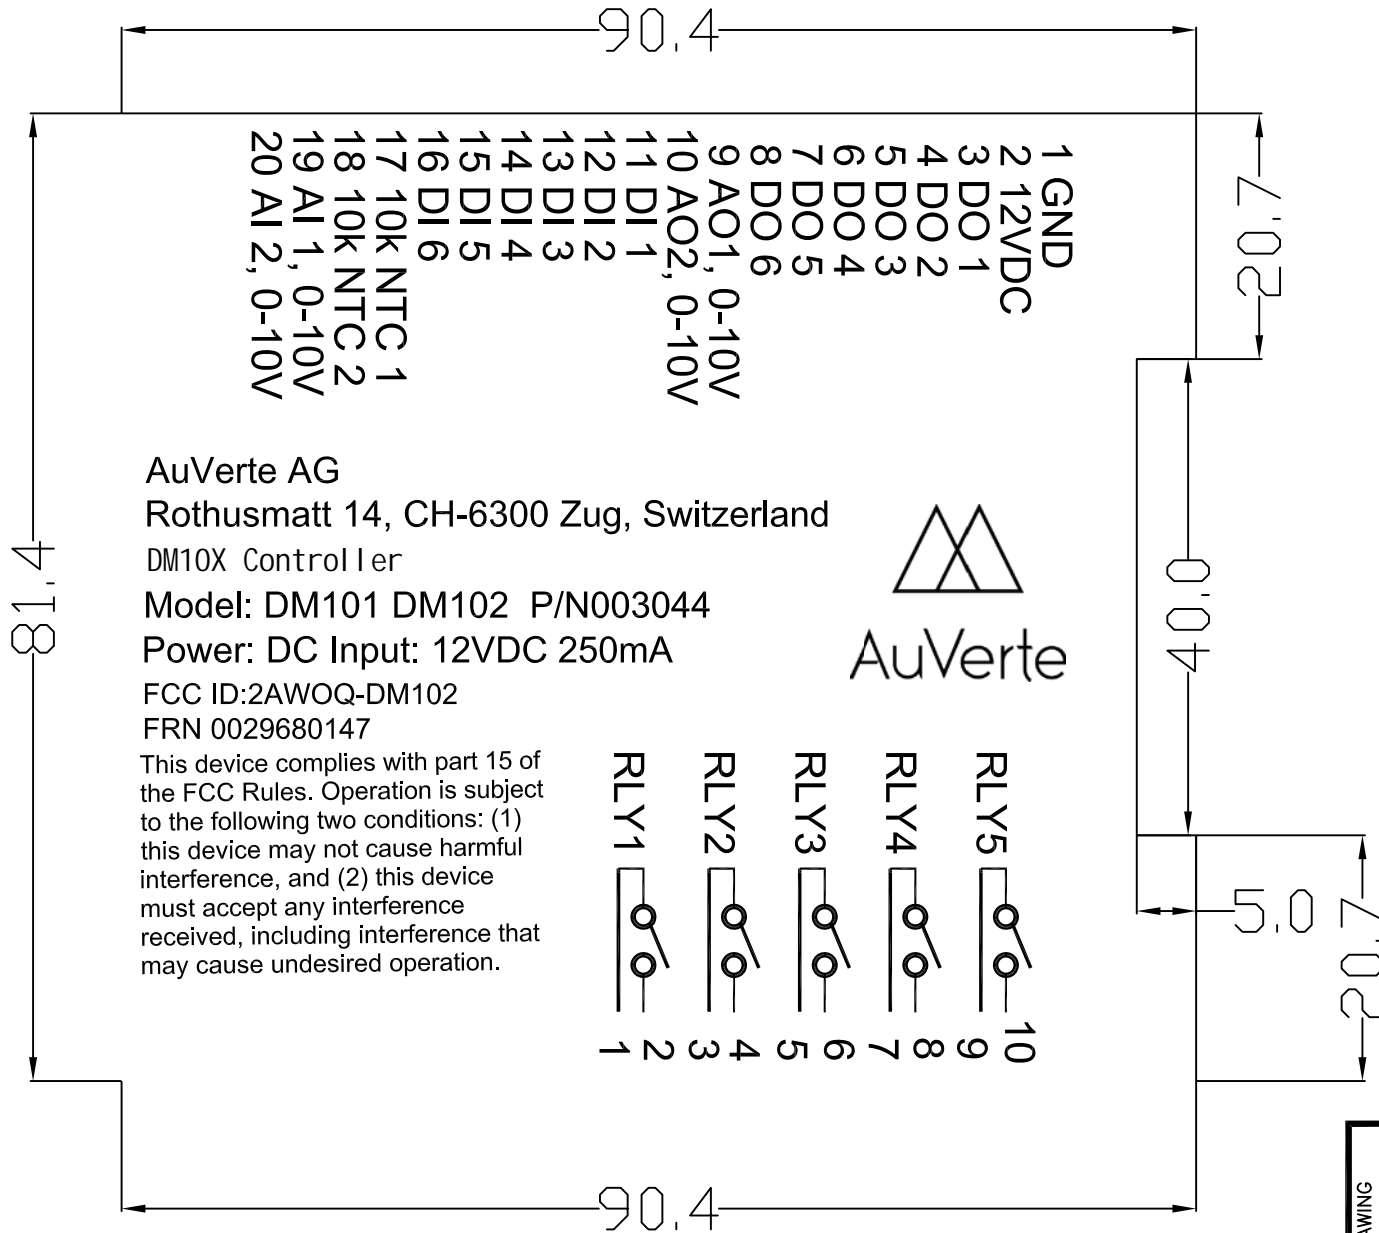 90.4
1 GND
2 12VDC
3 DO 1
4 DO 2
5 DO 3
6 DO 4
7 DO 5
8 DO 6
9 AO1, 0-10V
10 AO2, 0-10V
11 DI 1
12 DI 2
13 DI 3
14 DI 4
15 DI 5
16 DI 6
17 10k NTC 1
18 10k NTC 2
19 AI 1, 0-10V
20 AI 2, 0-10V
20.7
81.4
AuVerte AG
Rothusmatt 14, CH-6300 Zug, Switzerland
DM10X Controller
Model: DM101 DM102 P/N003044
Power: DC Input: 12VDC 250mA
FCC ID:2AWOQ-DM102
FRN 0029680147
This device complies with part 15 of
the FCC Rules. Operation is subject
to the following two conditions: (1)
this device may not cause harmful
interference, and (2) this device
must accept any interference
received, including interference that
may cause undesired operation.
AuVerte
40.0
RLY1
RLY2
RLY3
RLY4
RLY5
1
2
3
4
5
6
7
8
9
10
5.0
20.7
90.4